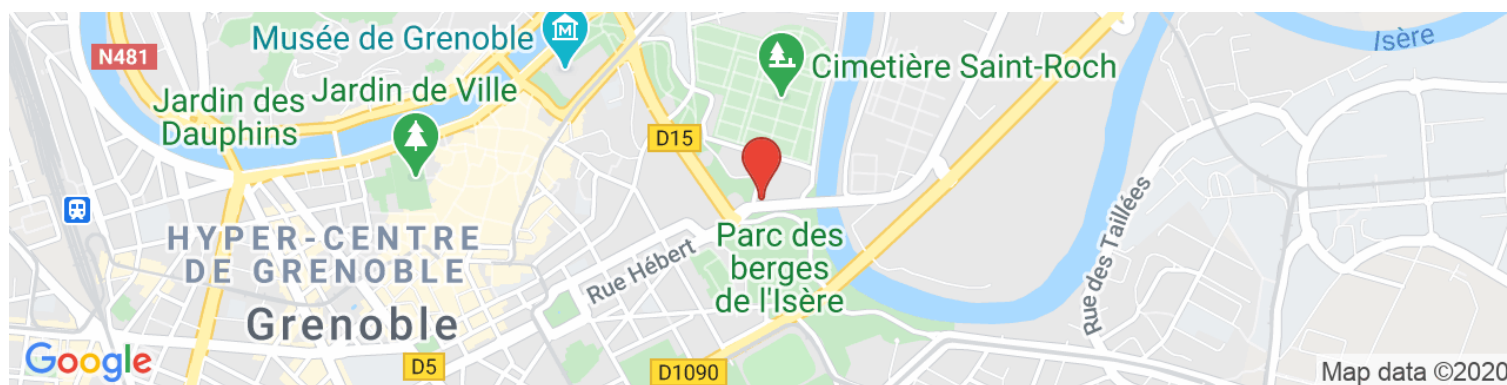 N481
Musée de Grenoble
Jardin de Ville
Jardin des
Dauphins
Cimetière Saint-Roch
Isère
D15
HYPER-CENTRE
DE GRENOBLE
Grenoble
Rue Hébert
Parc des
berges
de l'Isère
Rue des Taillées
D5
D1090
Google
Map data ©2020